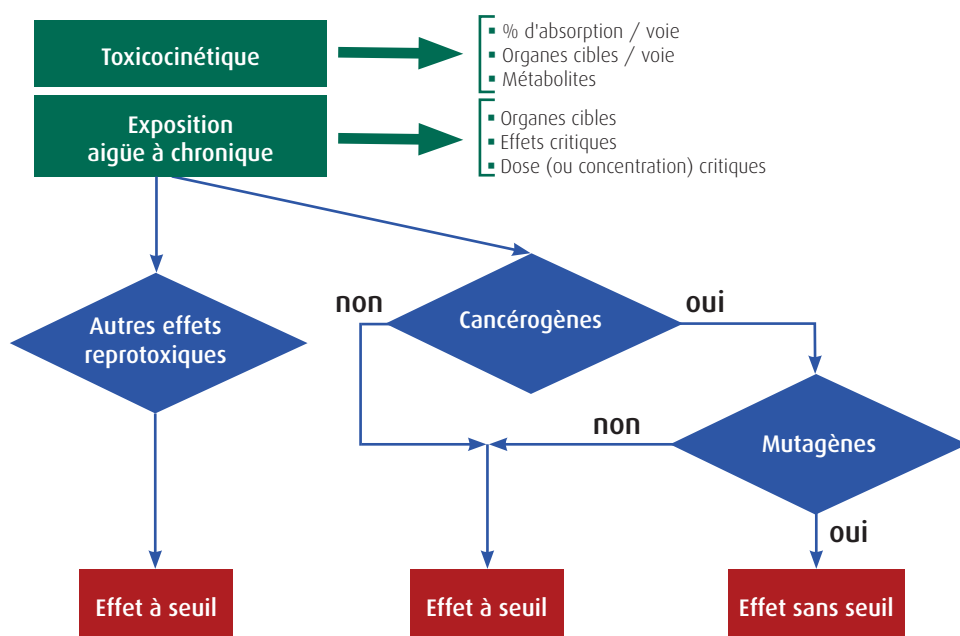 Toxicocinétique
▪ % d'absorption / voie
▪ Organes cibles / voie
▪ Métabolites
Exposition
aigüe à chronique
▪ Organes cibles
▪ Effets critiques
▪ Dose (ou concentration) critiques
Autres effets
reprotoxiques
non
Cancérogènes
oui
non
Mutagènes
oui
Effet à seuil
Effet à seuil
Effet sans seuil